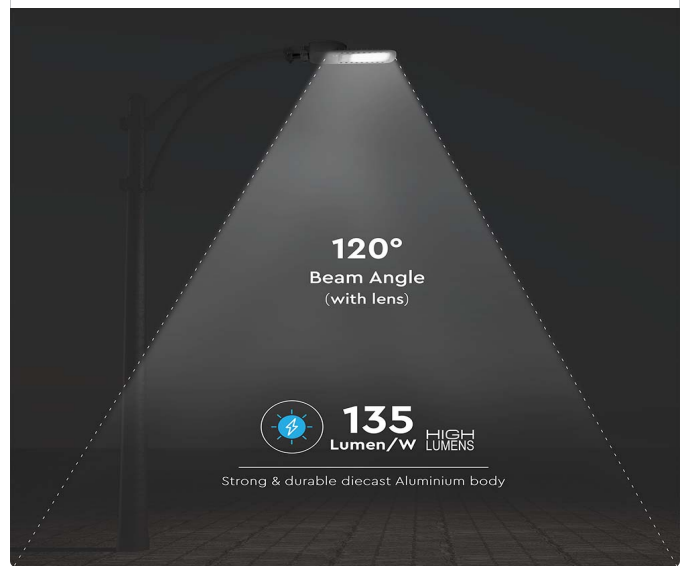 120°
Beam Angle
(with lens)
135
Lumen/W
HIGH
LUMENS
Strong & durable diecast Aluminium body